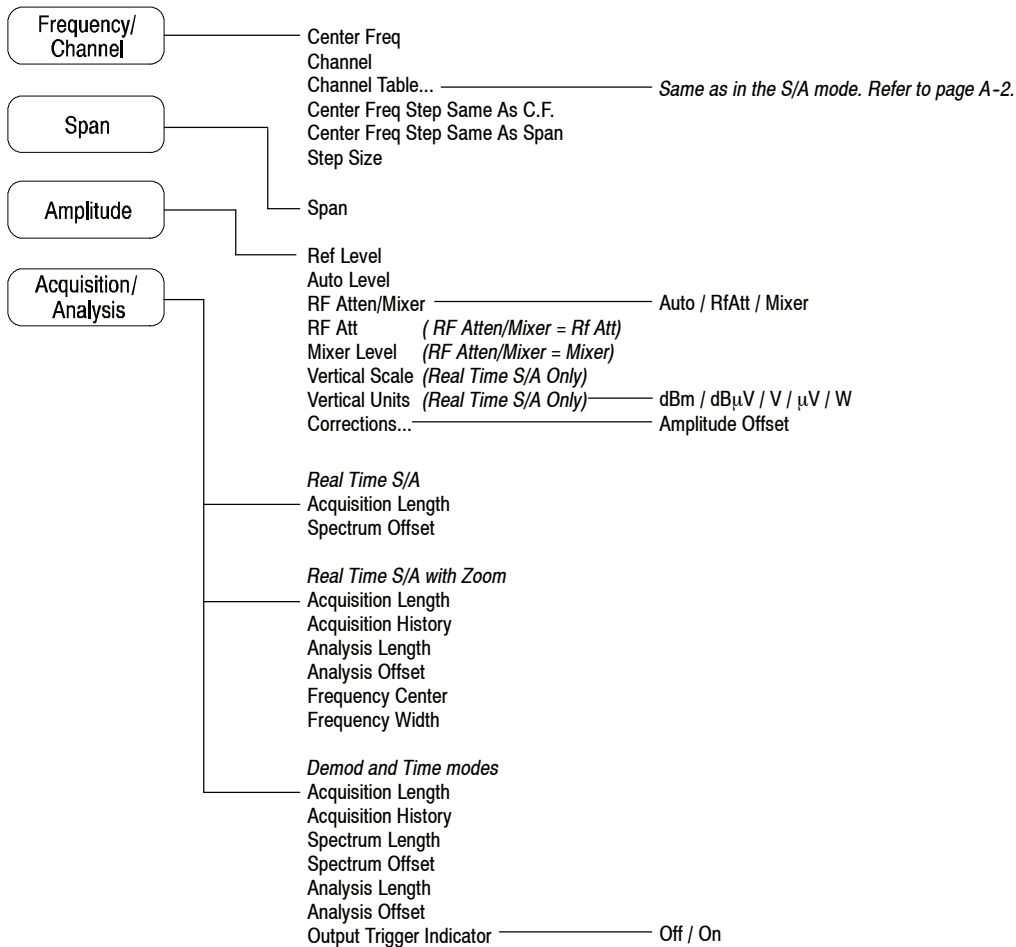 Frequency/
Channel
Center Freq
Channel
Channel Table... Same as in the S/A mode. Refer to page A-2.
Center Freq Step Same As C.F.
Center Freq Step Same As Span
Step Size
Span
Span
Amplitude
Ref Level
Auto Level
RF Atten/Mixer Auto / RfAtt / Mixer
RF Att ( RF Atten/Mixer = Rf Att)
Mixer Level (RF Atten/Mixer = Mixer)
Vertical Scale (Real Time S/A Only)
Vertical Units (Real Time S/A Only) dBm / dBµV / V / µV / W
Corrections... Amplitude Offset
Acquisition/
Analysis
Real Time S/A
Acquisition Length
Spectrum Offset
Real Time S/A with Zoom
Acquisition Length
Acquisition History
Analysis Length
Analysis Offset
Frequency Center
Frequency Width
Demod and Time modes
Acquisition Length
Acquisition History
Spectrum Length
Spectrum Offset
Analysis Length
Analysis Offset
Output Trigger Indicator Off / On